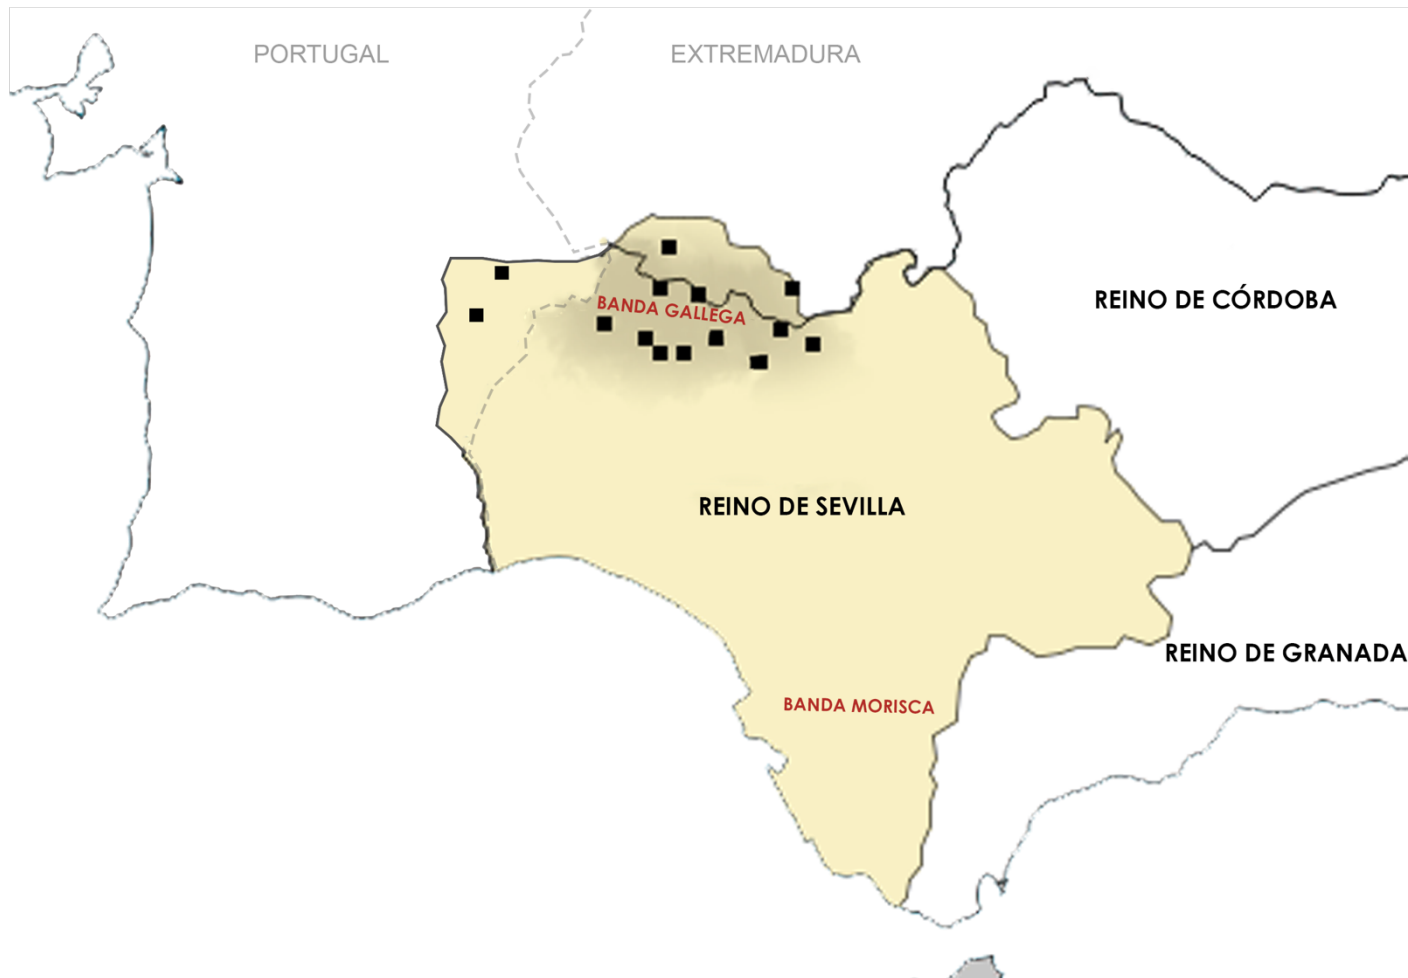 PORTUGAL
EXTREMADURA
REINO DE CÓRDOBA
BANDA GALLEGA
REINO DE SEVILLA
REINO DE GRANADA
BANDA MORISCA